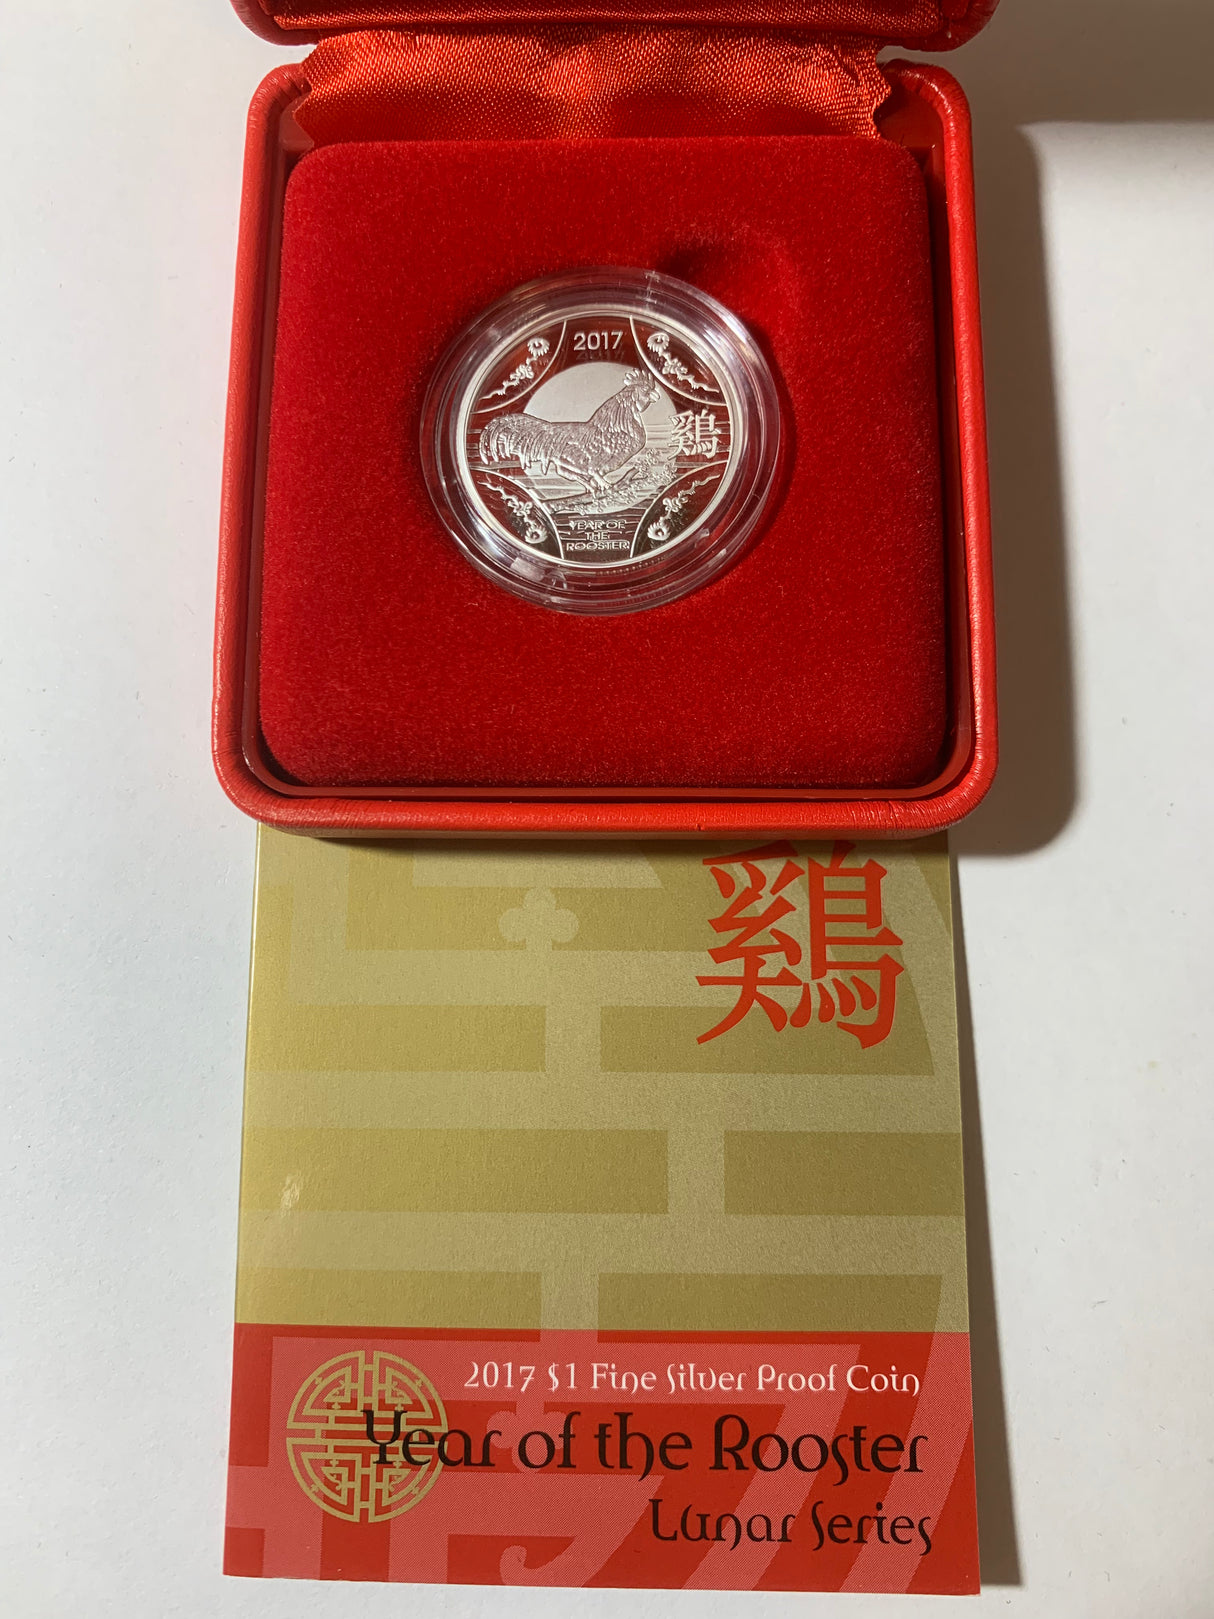 2017
鷄
YEAR OF
THE
ROOSTER
鷄
2017 $1 Fine Silver Proof Coin
Year of the Rooster
Lunar Series